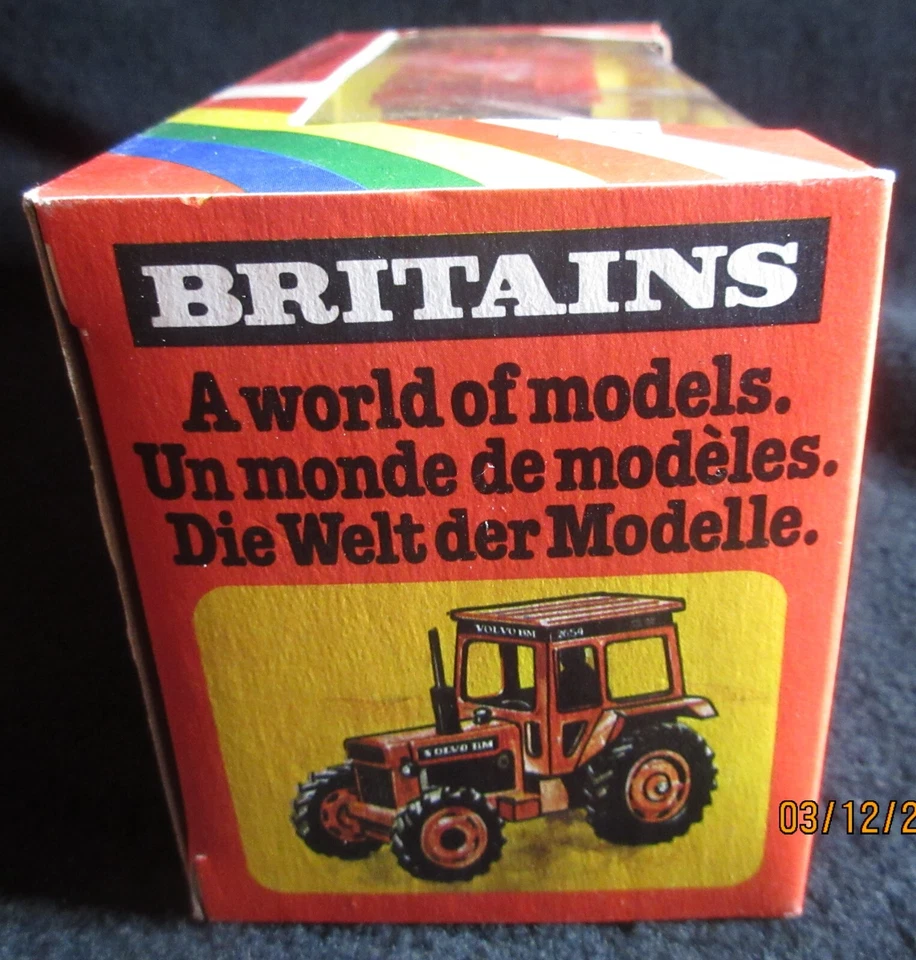 BRITAINS
A world of models.
Un monde de modèles.
Die Welt der Modelle.
VOLVO BM 2654
VOLVO BM
03/12/2